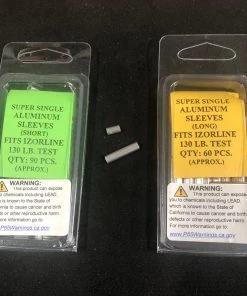 SUPER SINGLE
ALUMINUM
SLEEVES
(SHORT)
FITS IZORLINE
130 LB. TEST
QTY: 90 PCS.
(APPROX.)
WARNING:
This product can expose
you to chemicals including LEAD,
which is known to the State of
California to cause cancer and birth
defects or other reproductive harm.
For more information go to:
www.P65Warnings.ca.gov
SUPER SINGLE
ALUMINUM
SLEEVES
(LONG)
FITS IZORLINE
130 LB. TEST
QTY: 60 PCS.
(APPROX.)
WARNING:
This product can expose
you to chemicals including LEAD,
which is known to the State of
California to cause cancer and birth
defects or other reproductive harm
For more information go to:
www.P65Warnings.ca.gov